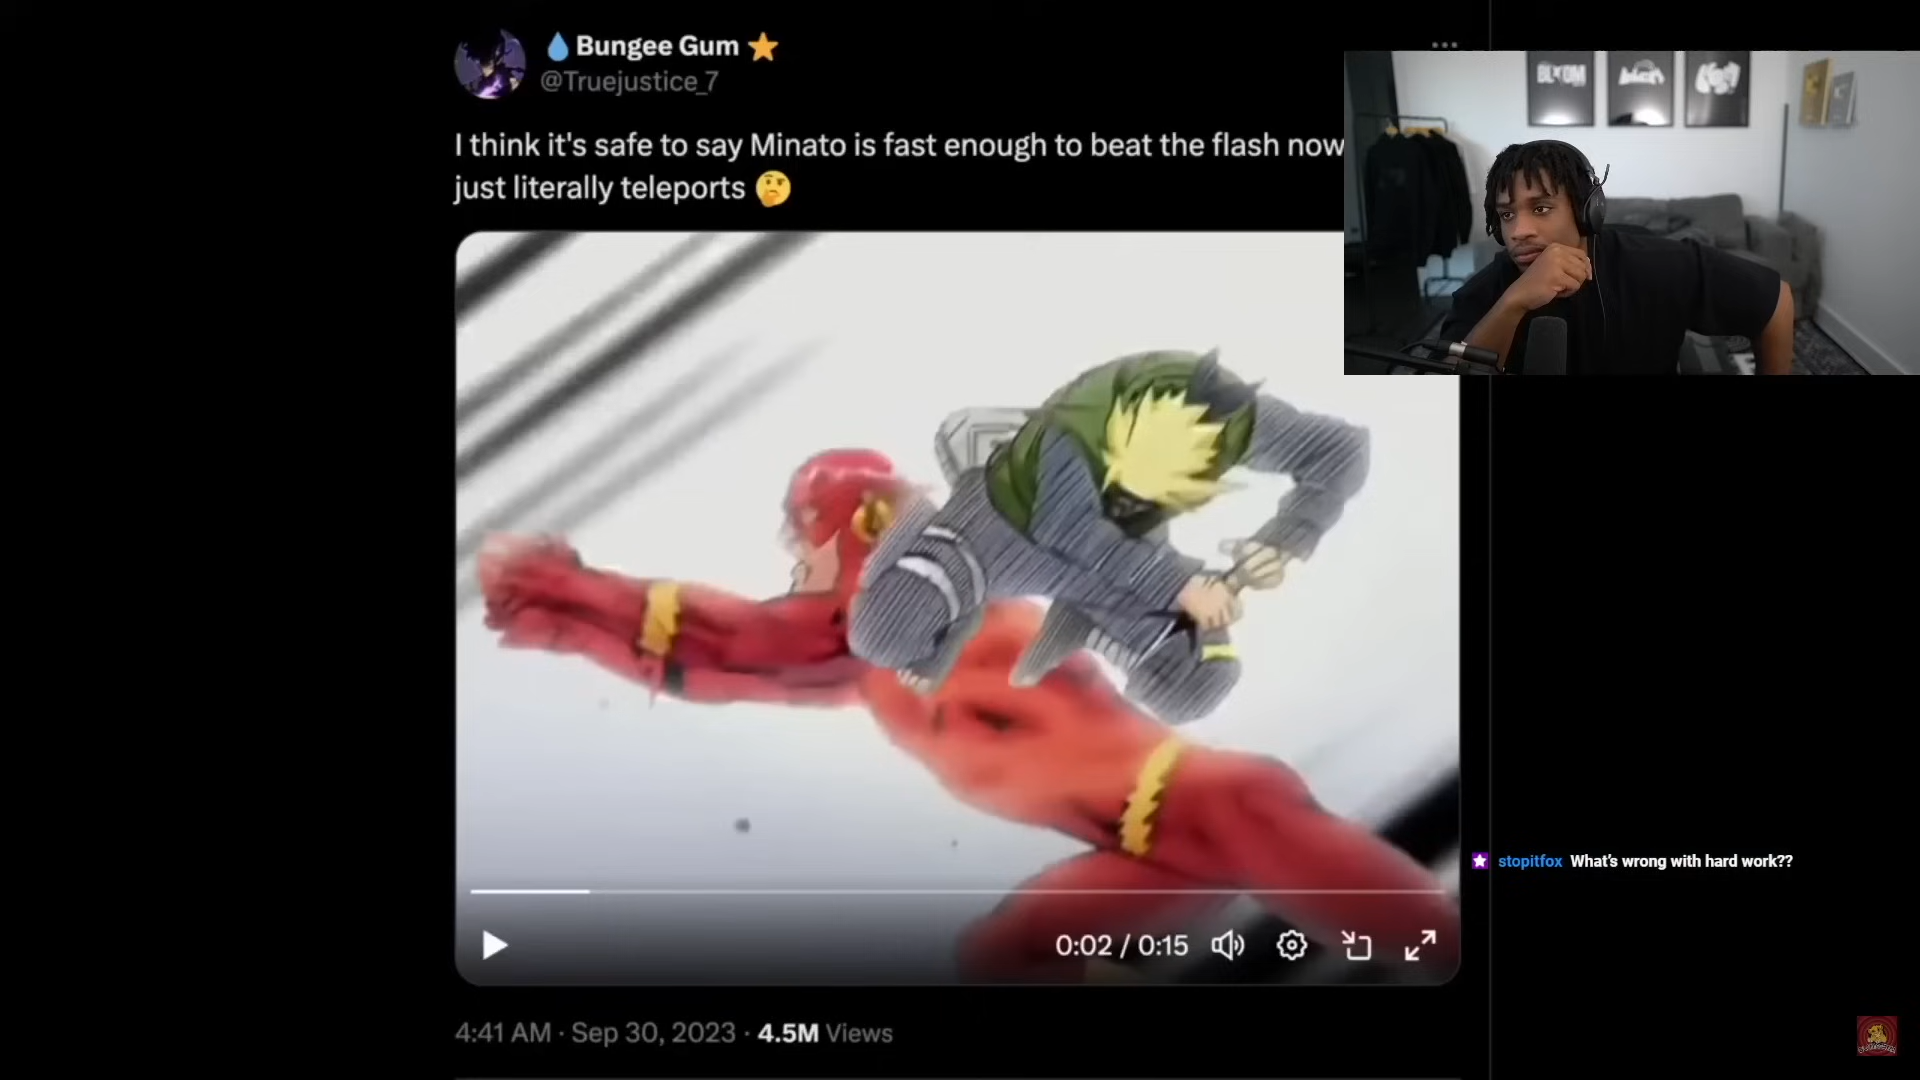 Bungee Gum
@Truejustice_7
I think it's safe to say Minato is fast enough to beat the flash now
just literally teleports
0:02 / 0:15
4:41 AM · Sep 30, 2023 · 4.5M Views
stopitfox What's wrong with hard work??